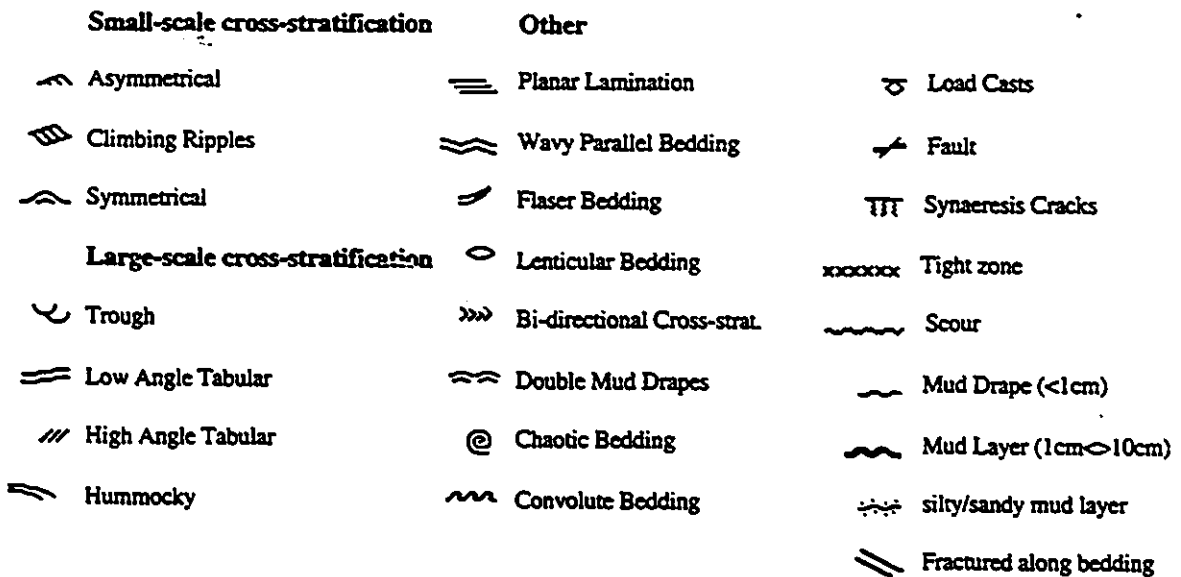 Small-scale cross-stratification
Asymmetrical
Climbing Ripples
Symmetrical
Large-scale cross-stratification
Trough
Low Angle Tabular
High Angle Tabular
Hummocky
Other
Planar Lamination
Wavy Parallel Bedding
Flaser Bedding
Lenticular Bedding
Bi-directional Cross-strat.
Double Mud Drapes
Chaotic Bedding
Convolute Bedding
Load Casts
Fault
Synaeresis Cracks
Tight zone
Scour
Mud Drape (<1cm)
Mud Layer (1cm<>10cm)
silty/sandy mud layer
Fractured along bedding